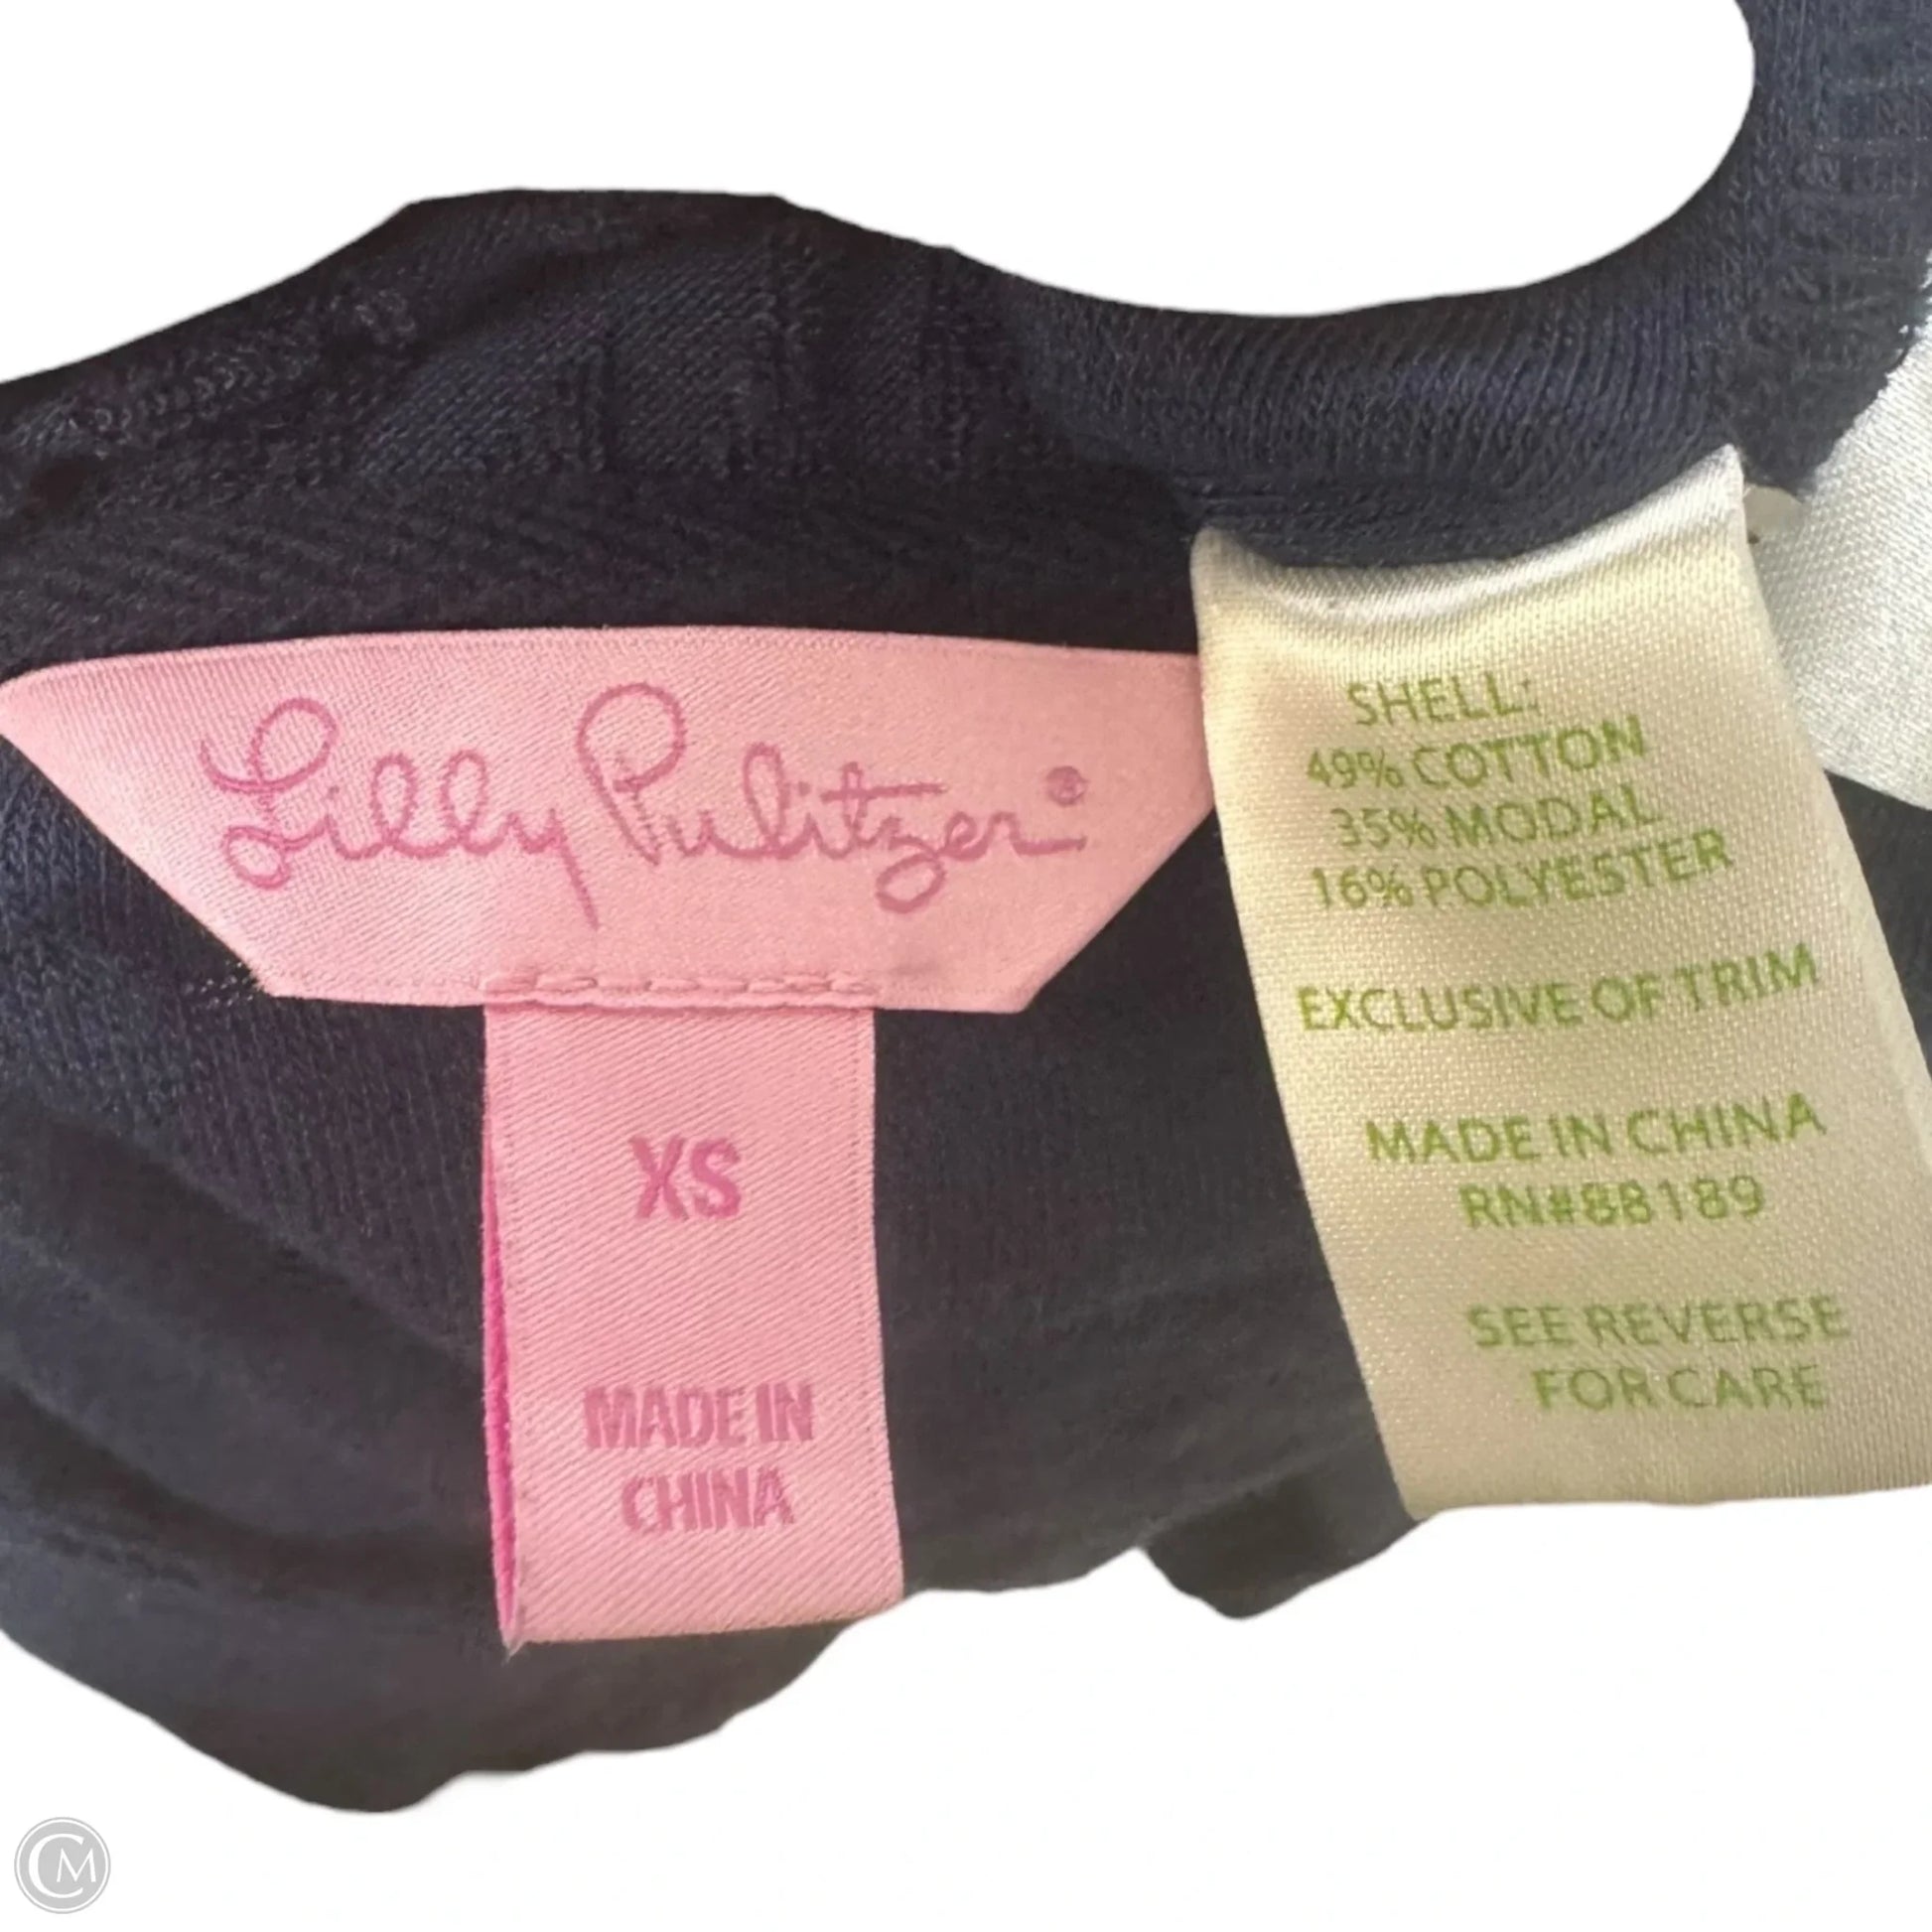 Lilly Pulitzer®
XS
MADE IN
CHINA
SHELL:
49% COTTON
35% MODAL
16% POLYESTER
EXCLUSIVE OF TRIM
MADE IN CHINA
RN#88189
SEE REVERSE
FOR CARE
CM